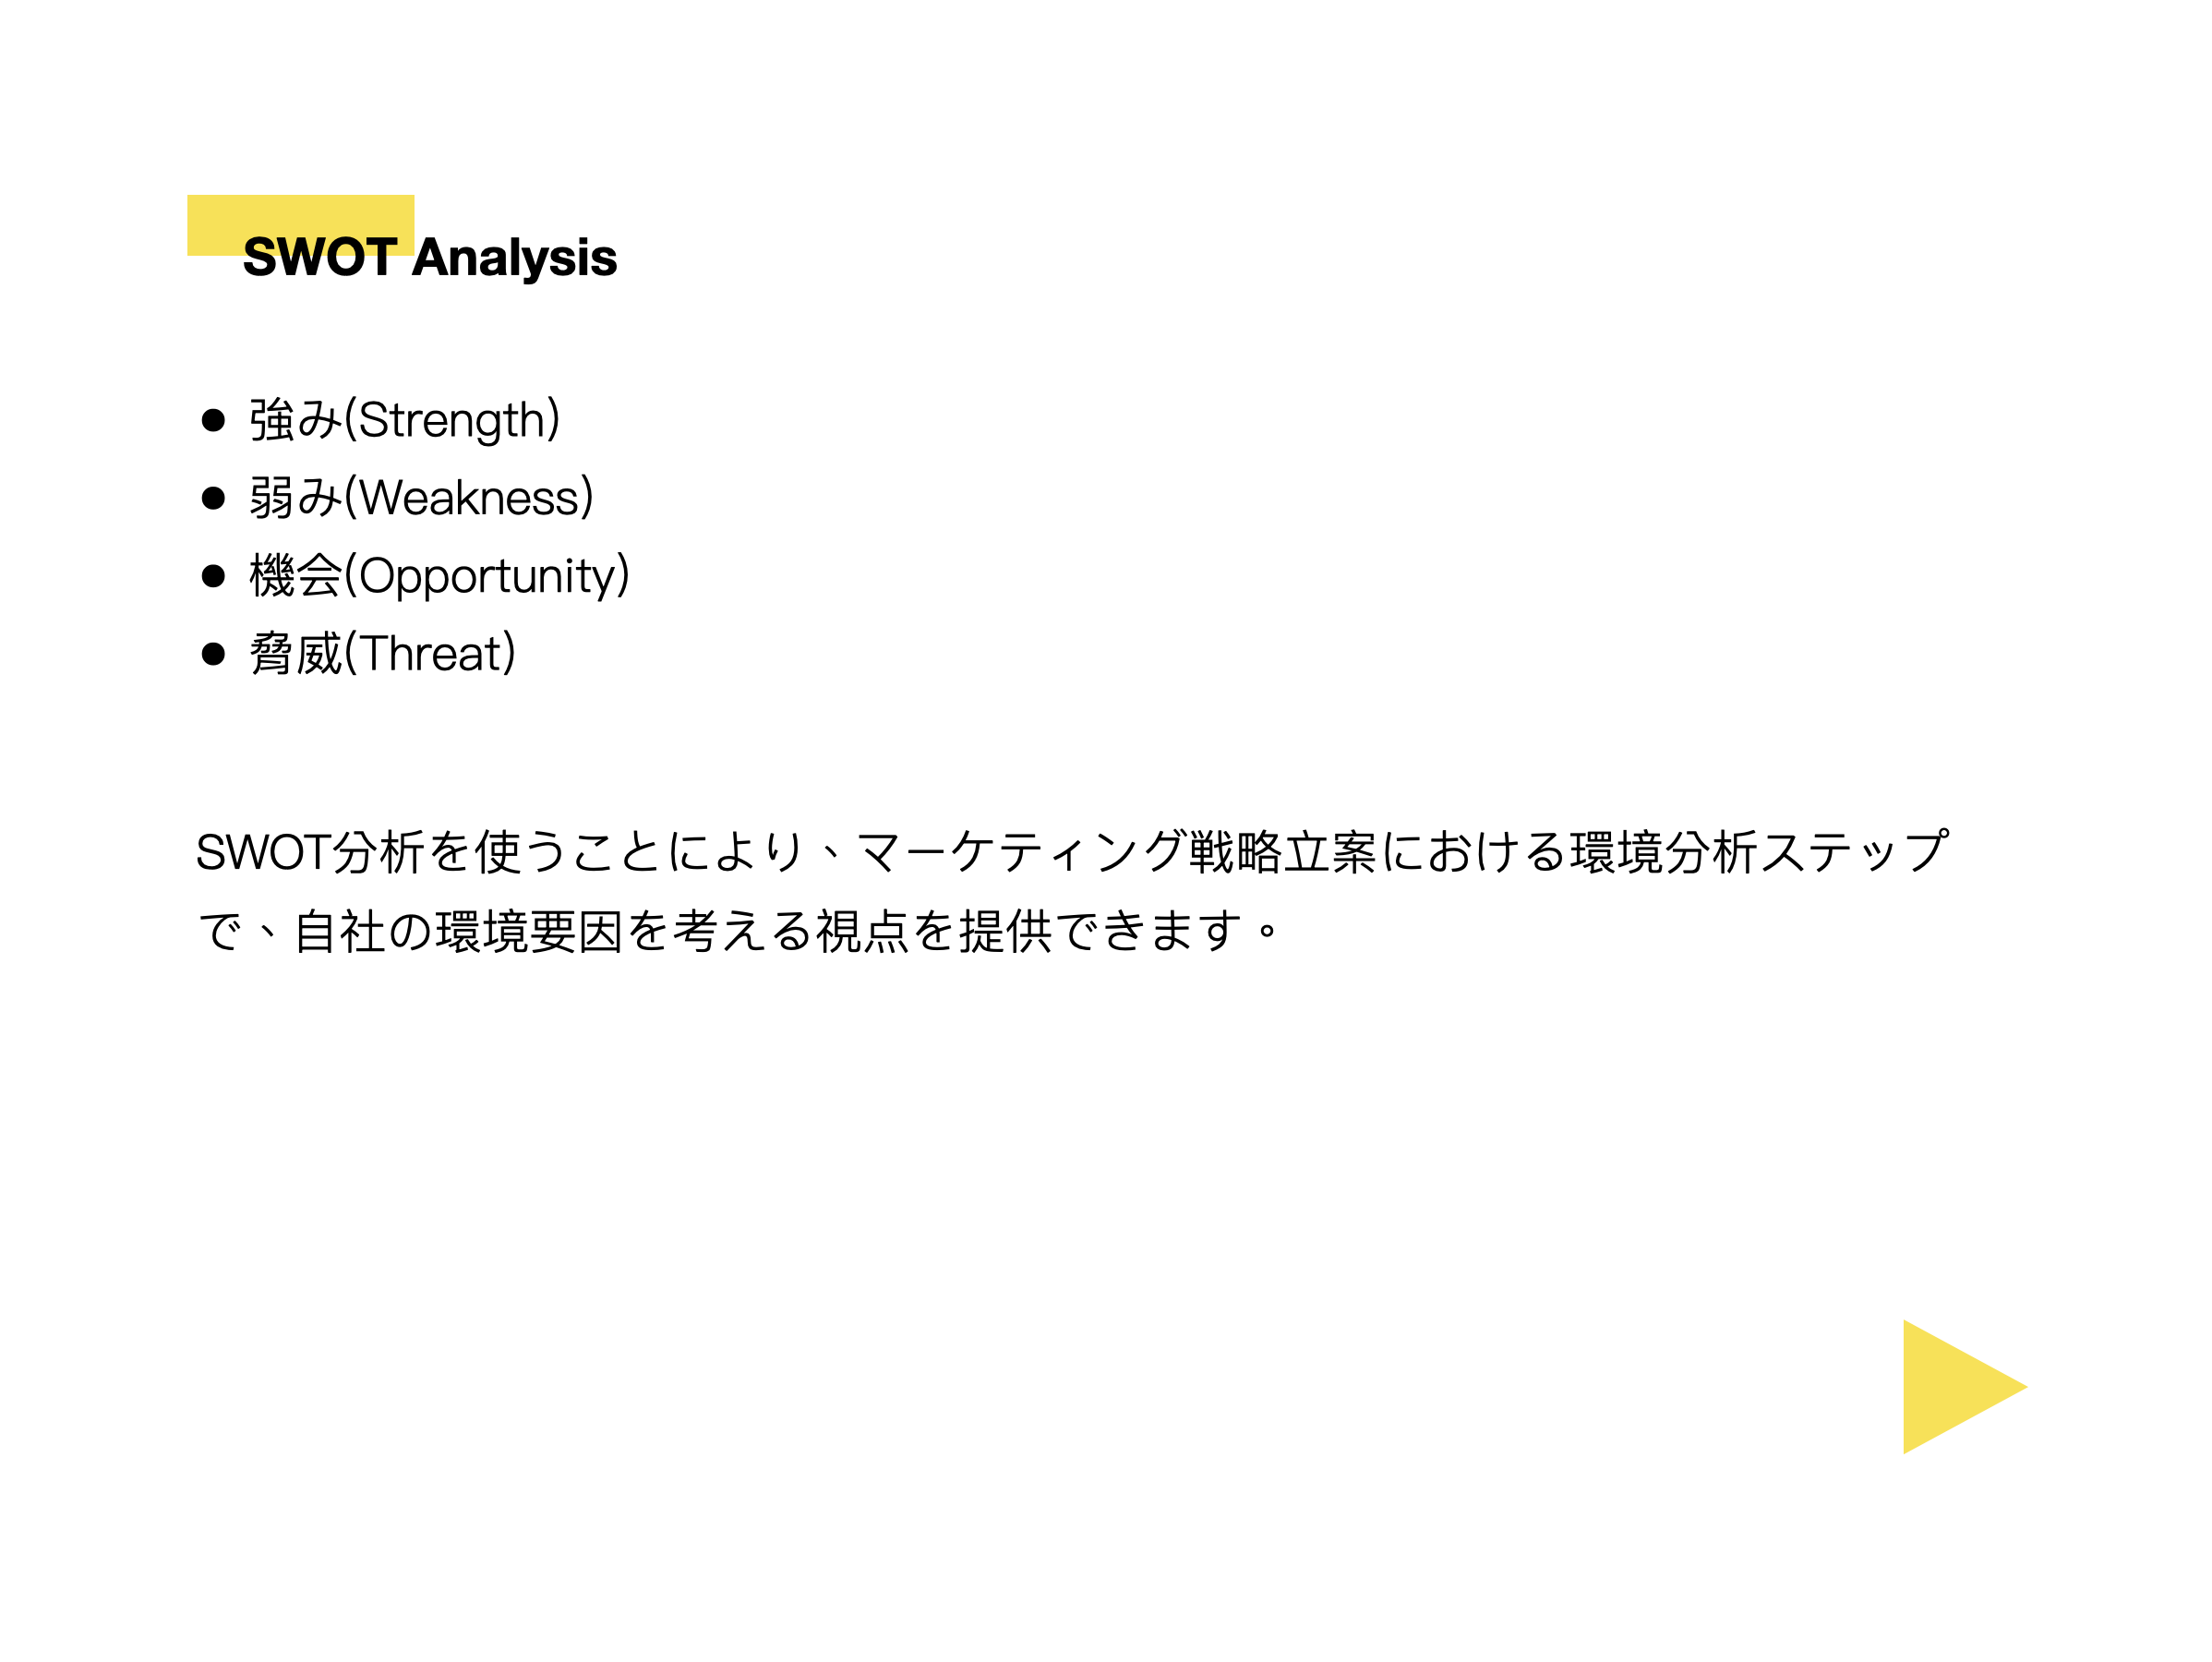 SWOT Analysis
● 強み(Strength)
● 弱み(Weakness)
● 機会(Opportunity)
● 脅威(Threat)
SWOT分析を使うことにより、マーケティング戦略立案における環境分析ステップ
で、自社の環境要因を考える視点を提供できます。